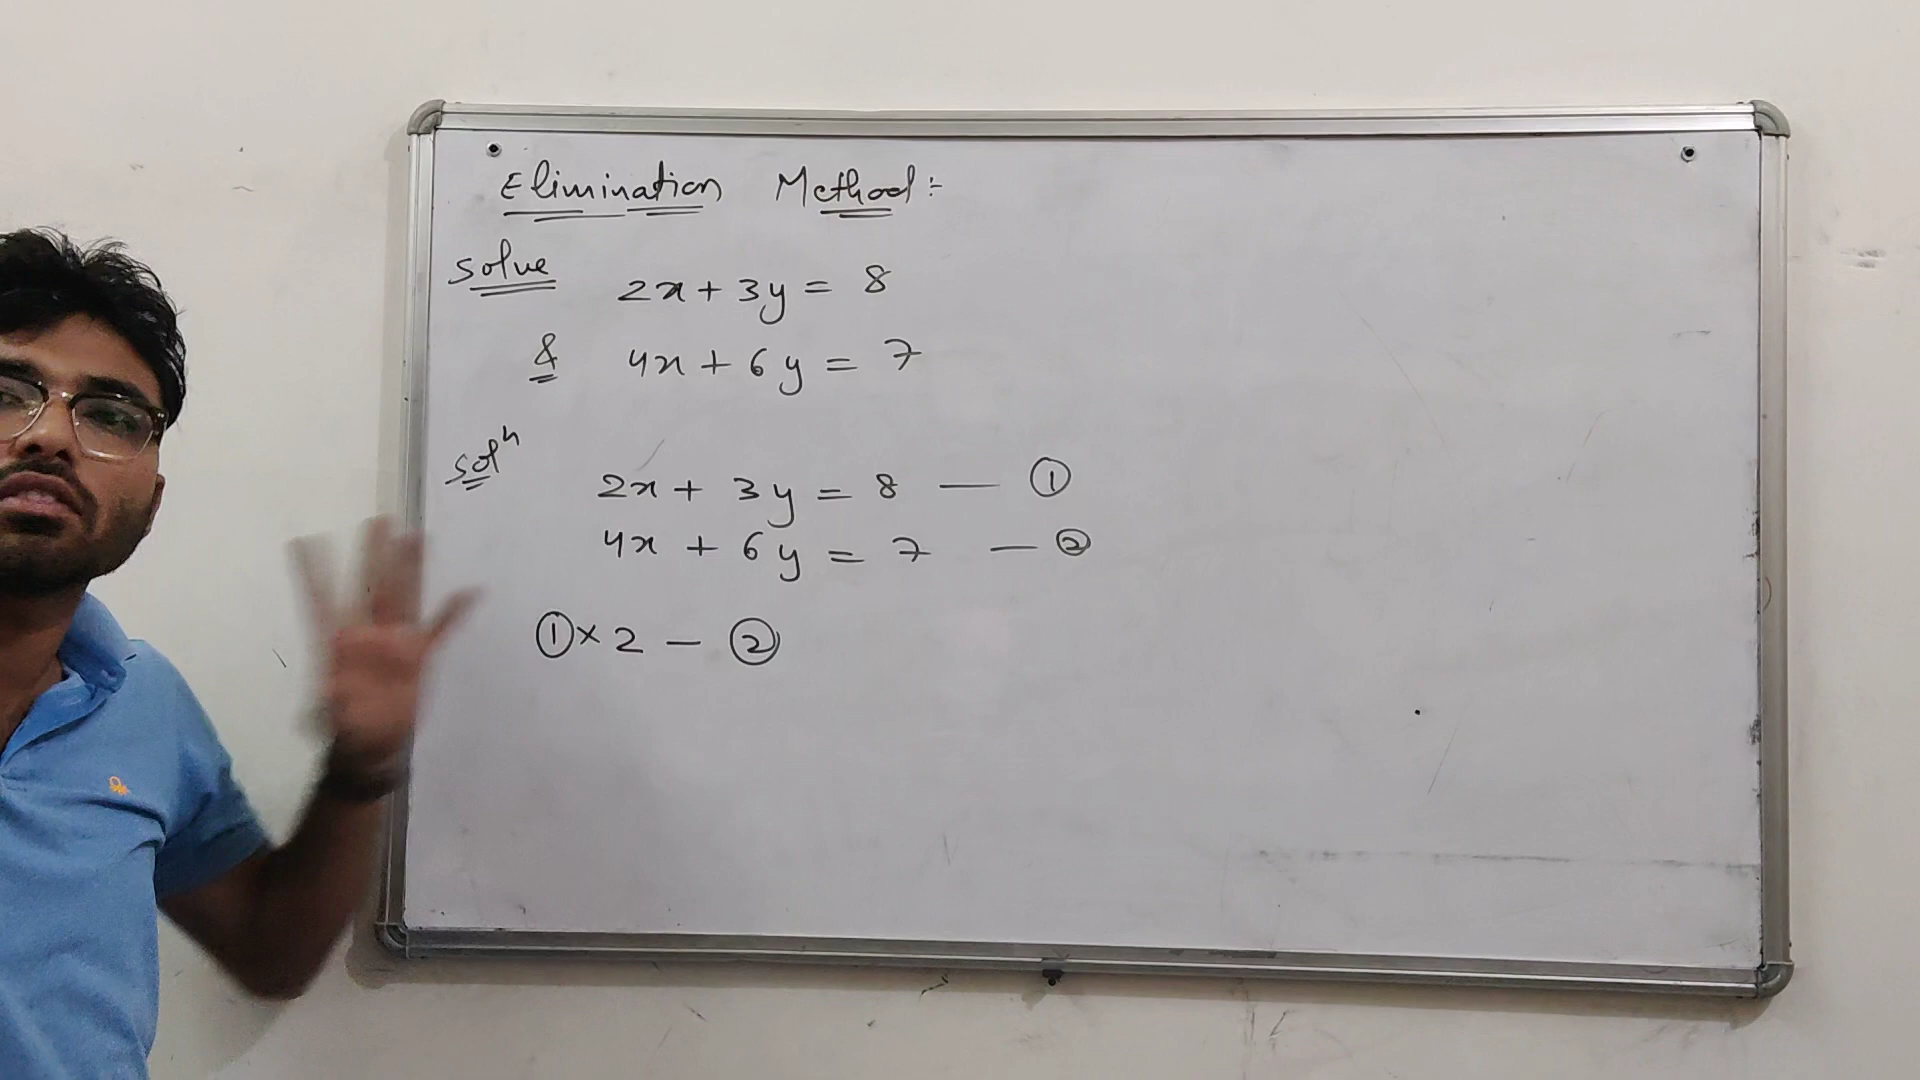 Elimination Method :-
Solve 2x + 3y = 8
& 4x + 6y = 7
Solⁿ
2x + 3y = 8 — ①
4x + 6y = 7 — ②
① × 2 — ②